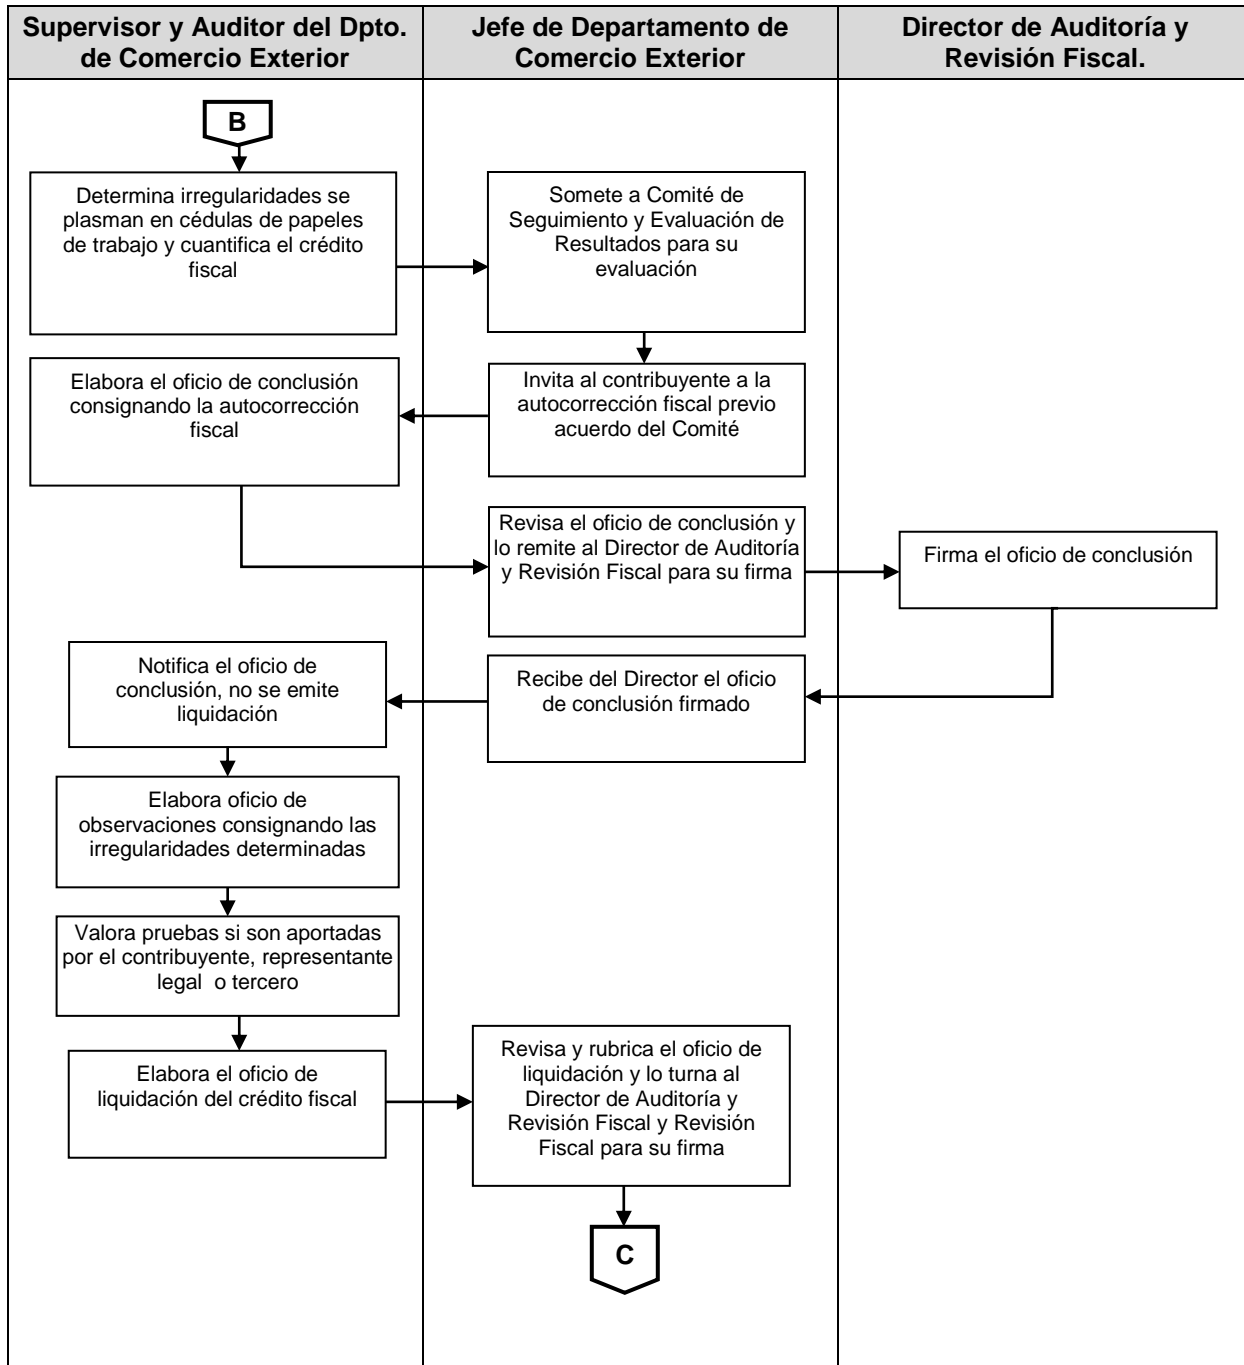 Supervisor y Auditor del Dpto.
de Comercio Exterior
Jefe de Departamento de
Comercio Exterior
Director de Auditoría y
Revisión Fiscal.
B
Determina irregularidades se
plasman en cédulas de papeles
de trabajo y cuantifica el crédito
fiscal
Somete a Comité de
Seguimiento y Evaluación de
Resultados para su
evaluación
Invita al contribuyente a la
autocorrección fiscal previo
acuerdo del Comité
Elabora el oficio de conclusión
consignando la autocorrección
fiscal
Revisa el oficio de conclusión y
lo remite al Director de Auditoría
y Revisión Fiscal para su firma
Firma el oficio de conclusión
Recibe del Director el oficio
de conclusión firmado
Notifica el oficio de
conclusión, no se emite
liquidación
Elabora oficio de
observaciones consignando las
irregularidades determinadas
Valora pruebas si son aportadas
por el contribuyente, representante
legal o tercero
Elabora el oficio de
liquidación del crédito fiscal
Revisa y rubrica el oficio de
liquidación y lo turna al
Director de Auditoría y
Revisión Fiscal y Revisión
Fiscal para su firma
C